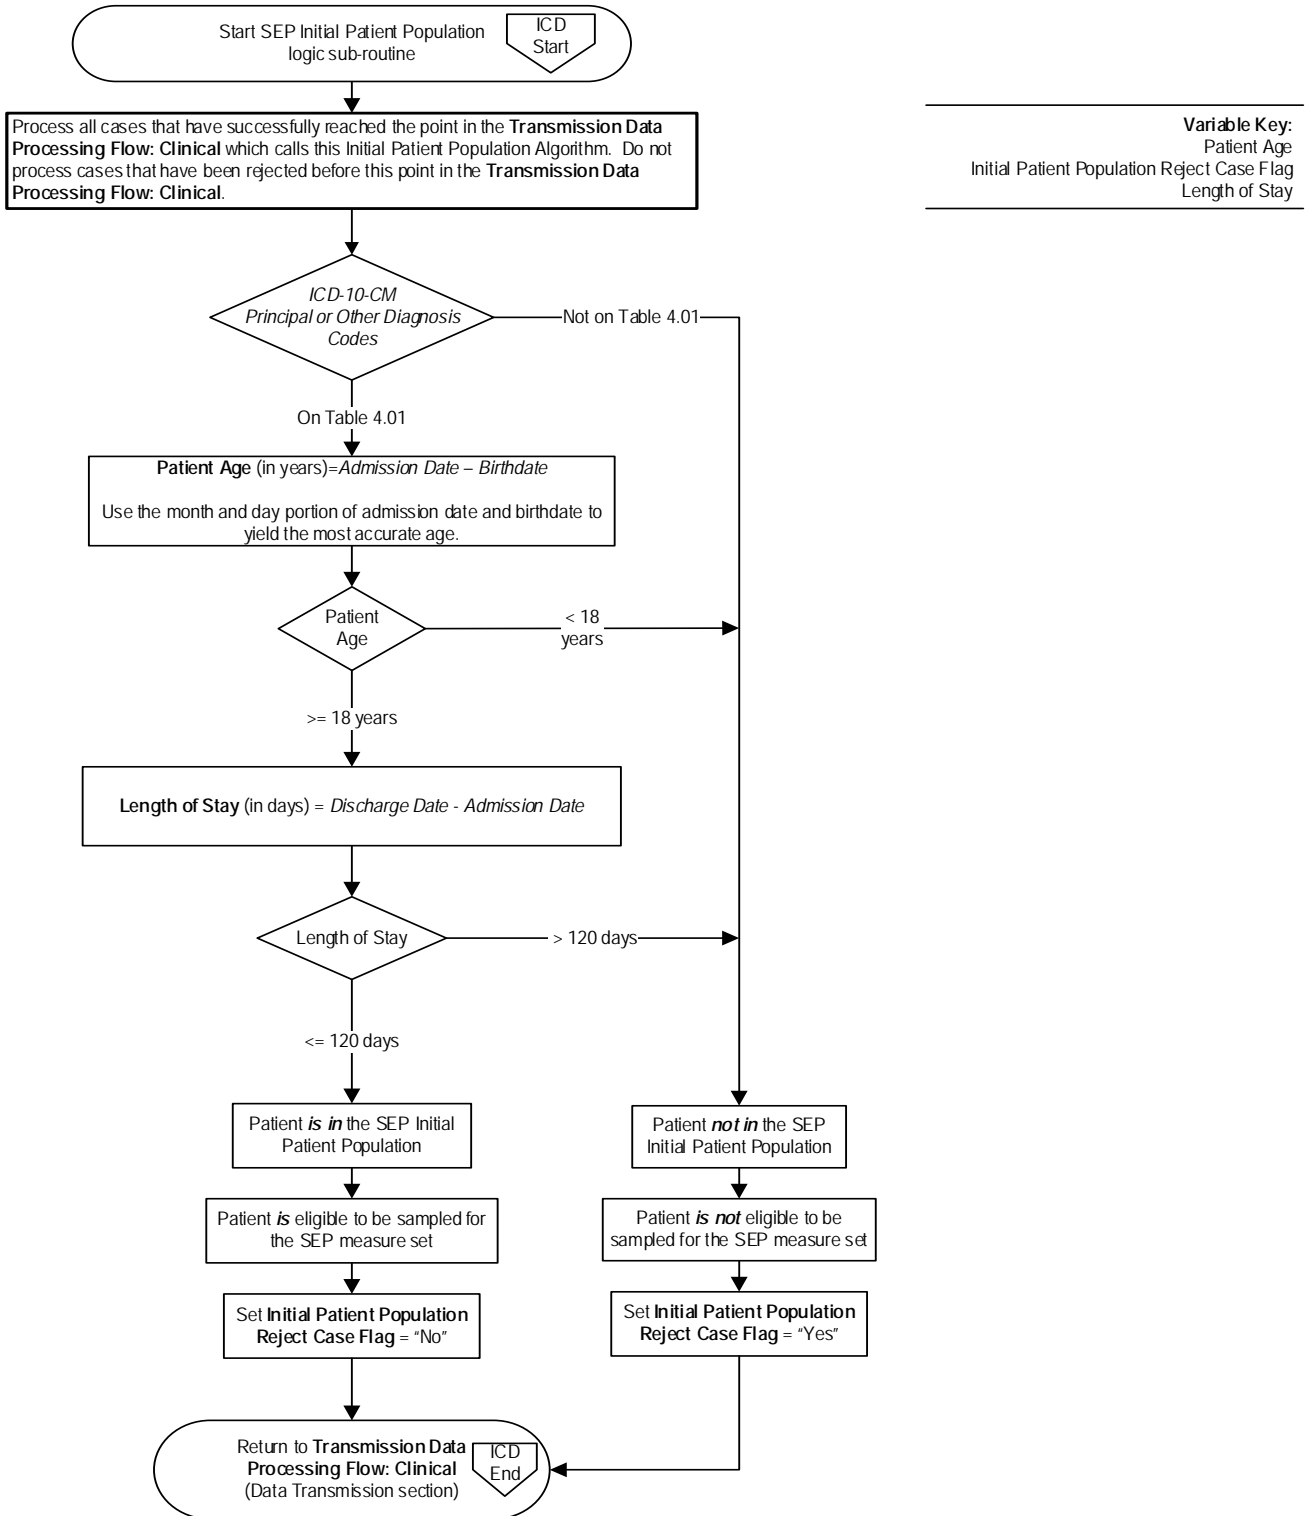 Start SEP Initial Patient Population
logic sub-routine
ICD
Start
Process all cases that have successfully reached the point in the Transmission Data
Processing Flow: Clinical which calls this Initial Patient Population Algorithm. Do not
process cases that have been rejected before this point in the Transmission Data
Processing Flow: Clinical.
Variable Key:
Patient Age
Initial Patient Population Reject Case Flag
Length of Stay
ICD-10-CM
Principal or Other Diagnosis
Codes
Not on Table 4.01
On Table 4.01
Patient Age (in years)=Admission Date – Birthdate
Use the month and day portion of admission date and birthdate to
yield the most accurate age.
Patient
Age
< 18
years
>= 18 years
Length of Stay (in days) = Discharge Date - Admission Date
Length of Stay
> 120 days
<= 120 days
Patient is in the SEP Initial
Patient Population
Patient not in the SEP
Initial Patient Population
Patient is eligible to be sampled for
the SEP measure set
Patient is not eligible to be
sampled for the SEP measure set
Set Initial Patient Population
Reject Case Flag = “No”
Set Initial Patient Population
Reject Case Flag = “Yes”
Return to Transmission Data
Processing Flow: Clinical
(Data Transmission section)
ICD
End